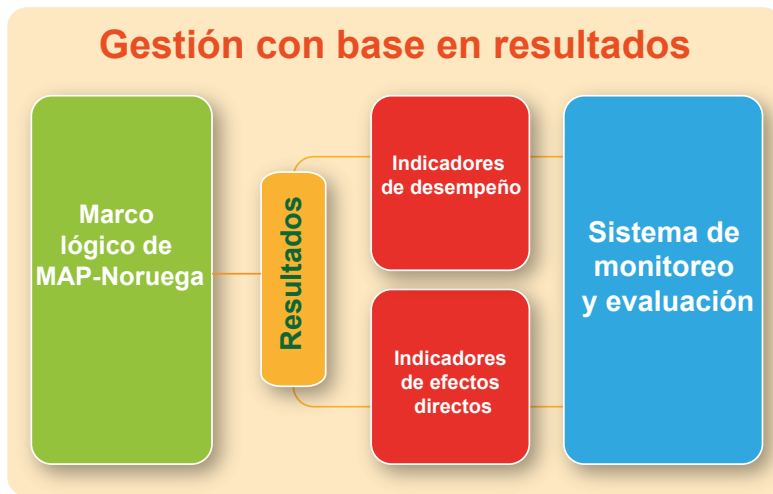 Gestión con base en resultados
Marco
lógico de
MAP-Noruega
Resultados
Indicadores
de desempeño
Indicadores
de efectos
directos
Sistema de
monitoreo
y evaluación